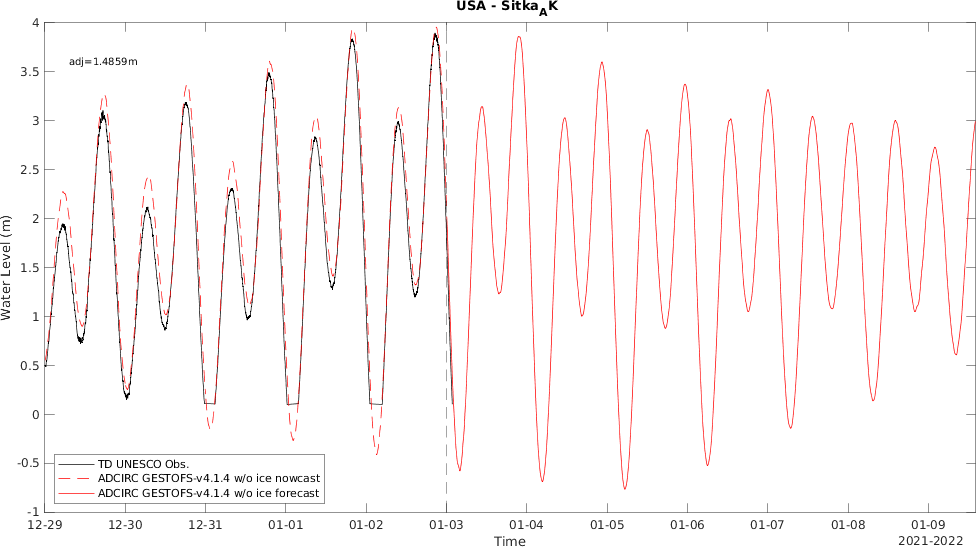 USA - Sitka_AK
4
3.5
3
2.5
2
1.5
1
0.5
0
-0.5
-1
Water Level (m)
adj=1.4859m
TD UNESCO Obs.
ADCIRC GESTOFS-v4.1.4 w/o ice nowcast
ADCIRC GESTOFS-v4.1.4 w/o ice forecast
12-29 12-30 12-31 01-01 01-02 01-03 01-04 01-05 01-06 01-07 01-08 01-09
Time
2021-2022